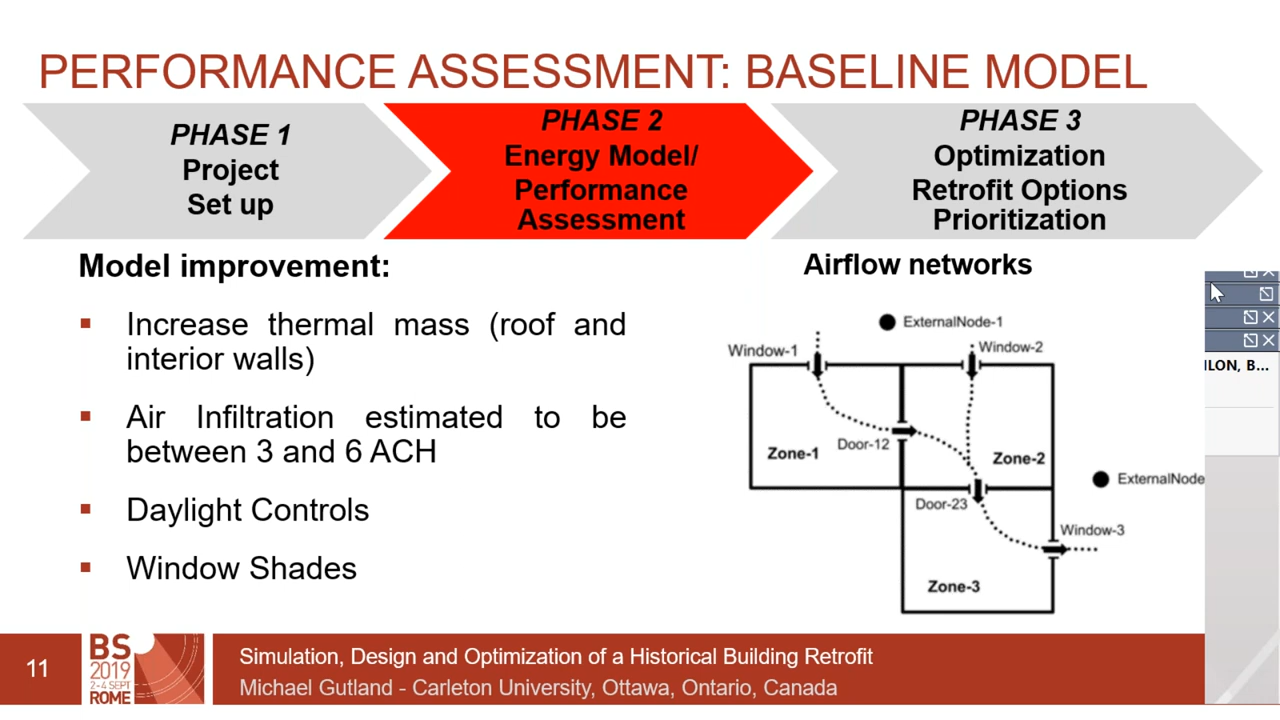 PERFORMANCE ASSESSMENT: BASELINE MODEL
PHASE 1
Project
Set up
PHASE 2
Energy Model/
Performance
Assessment
PHASE 3
Optimization
Retrofit Options
Prioritization
Model improvement:
▪ Increase thermal mass (roof and
interior walls)
▪ Air Infiltration estimated to be
between 3 and 6 ACH
▪ Daylight Controls
▪ Window Shades
Airflow networks
ExternalNode-1
Window-1
Window-2
Door-12
Zone-1
Zone-2
ExternalNode
Door-23
Window-3
Zone-3
ILON, B...
11
BS
2019
2-4 SEPT
ROME
Simulation, Design and Optimization of a Historical Building Retrofit
Michael Gutland - Carleton University, Ottawa, Ontario, Canada